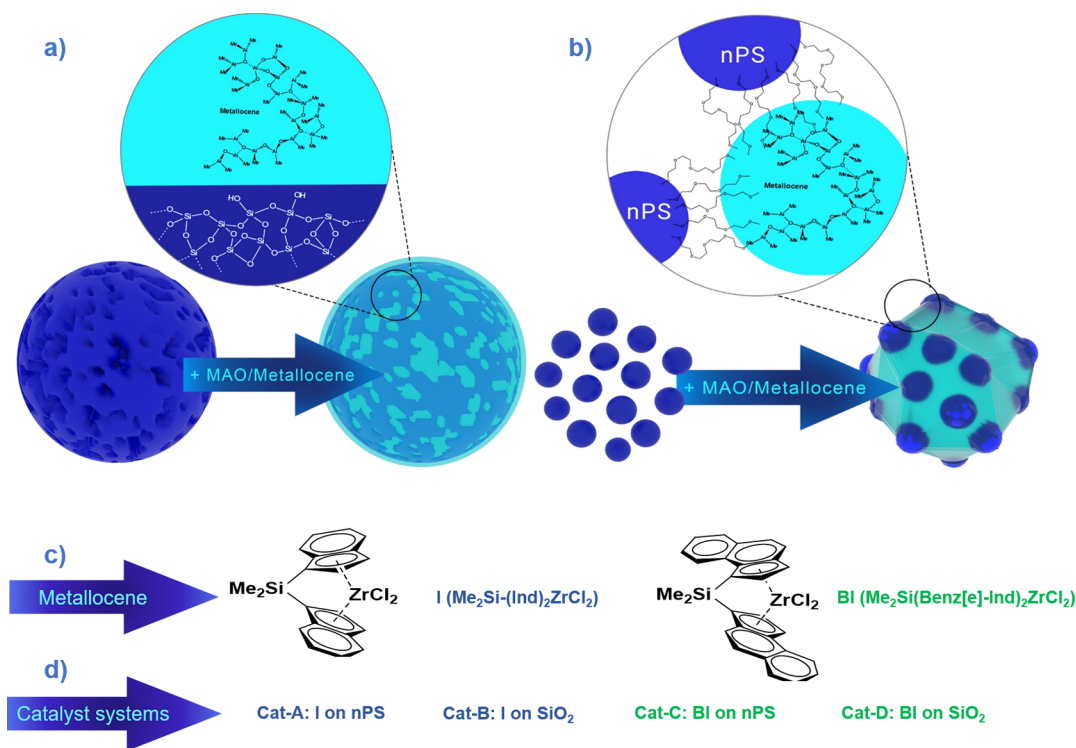 a)
b)
nPS
nPS
Metallocene
Metallocene
HO
OH
+ MAO/Metallocene
+ MAO/Metallocene
c)
Metallocene
Me₂Si
ZrCl₂
I (Me₂Si-(Ind)₂ZrCl₂)
Me₂Si
ZrCl₂
BI (Me₂Si(Benz[e]-Ind)₂ZrCl₂)
d)
Catalyst systems
Cat-A: I on nPS
Cat-B: I on SiO₂
Cat-C: BI on nPS
Cat-D: BI on SiO₂